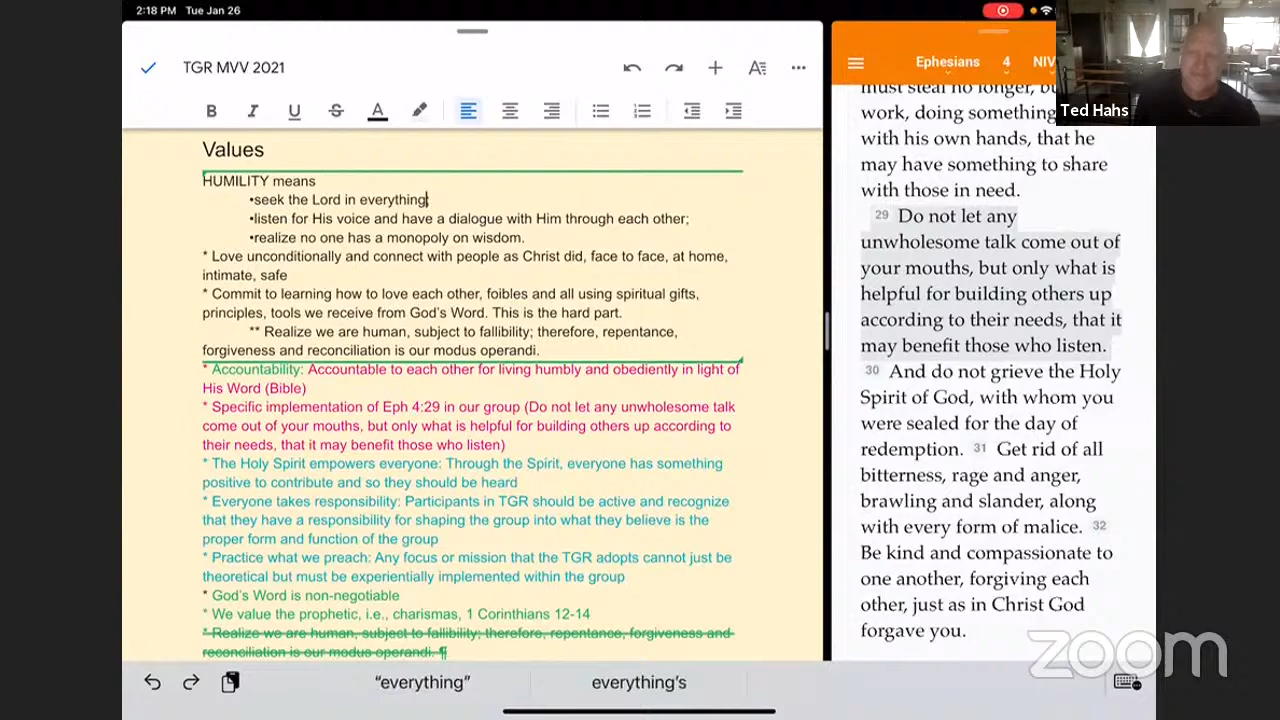 2:18 PM Tue Jan 26
TGR MVV 2021
B I U S A
Values
HUMILITY means
•seek the Lord in everything;
•listen for His voice and have a dialogue with Him through each other;
•realize no one has a monopoly on wisdom.
* Love unconditionally and connect with people as Christ did, face to face, at home,
intimate, safe
* Commit to learning how to love each other, foibles and all using spiritual gifts,
principles, tools we receive from God's Word. This is the hard part.
** Realize we are human, subject to fallibility; therefore, repentance,
forgiveness and reconciliation is our modus operandi.
* Accountability: Accountable to each other for living humbly and obediently in light of
His Word (Bible)
* Specific implementation of Eph 4:29 in our group (Do not let any unwholesome talk
come out of your mouths, but only what is helpful for building others up according to
their needs, that it may benefit those who listen)
* The Holy Spirit empowers everyone: Through the Spirit, everyone has something
positive to contribute and so they should be heard
* Everyone takes responsibility: Participants in TGR should be active and recognize
that they have a responsibility for shaping the group into what they believe is the
proper form and function of the group
* Practice what we preach: Any focus or mission that the TGR adopts cannot just be
theoretical but must be experientially implemented within the group
* God's Word is non-negotiable
* We value the prophetic, i.e., charismas, 1 Corinthians 12-14
* Realize we are human, subject to fallibility; therefore, repentance, forgiveness and
reconciliation is our modus operandi. ¶
"everything" everything's
Ephesians 4 NIV
must steal no longer, bu
work, doing something
with his own hands, that he
may have something to share
with those in need.
29 Do not let any
unwholesome talk come out of
your mouths, but only what is
helpful for building others up
according to their needs, that it
may benefit those who listen.
30 And do not grieve the Holy
Spirit of God, with whom you
were sealed for the day of
redemption. 31 Get rid of all
bitterness, rage and anger,
brawling and slander, along
with every form of malice. 32
Be kind and compassionate to
one another, forgiving each
other, just as in Christ God
forgave you.
Ted Hahs
zoom